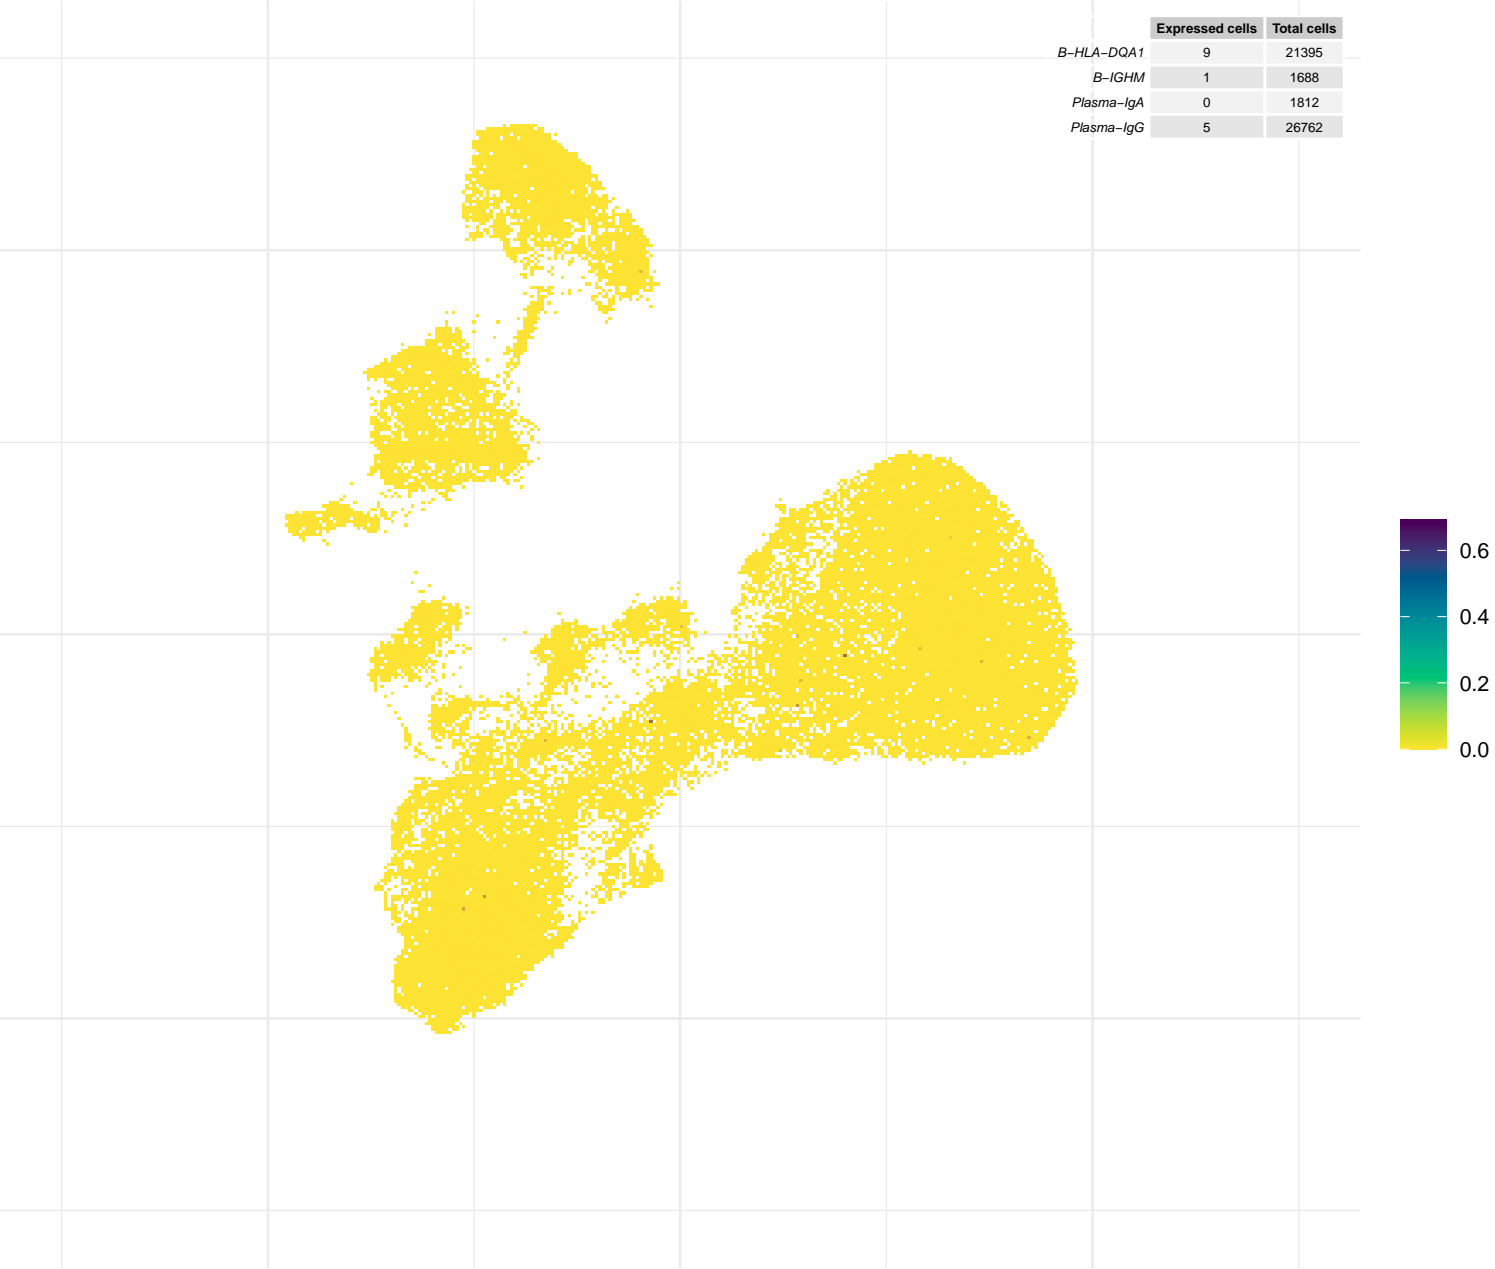 Expressed cells Total cells
B−HLA−DQA1 9 21395
B−IGHM 1 1688
Plasma−IgA 0 1812
Plasma−IgG 5 26762
0.6
0.4
0.2
0.0